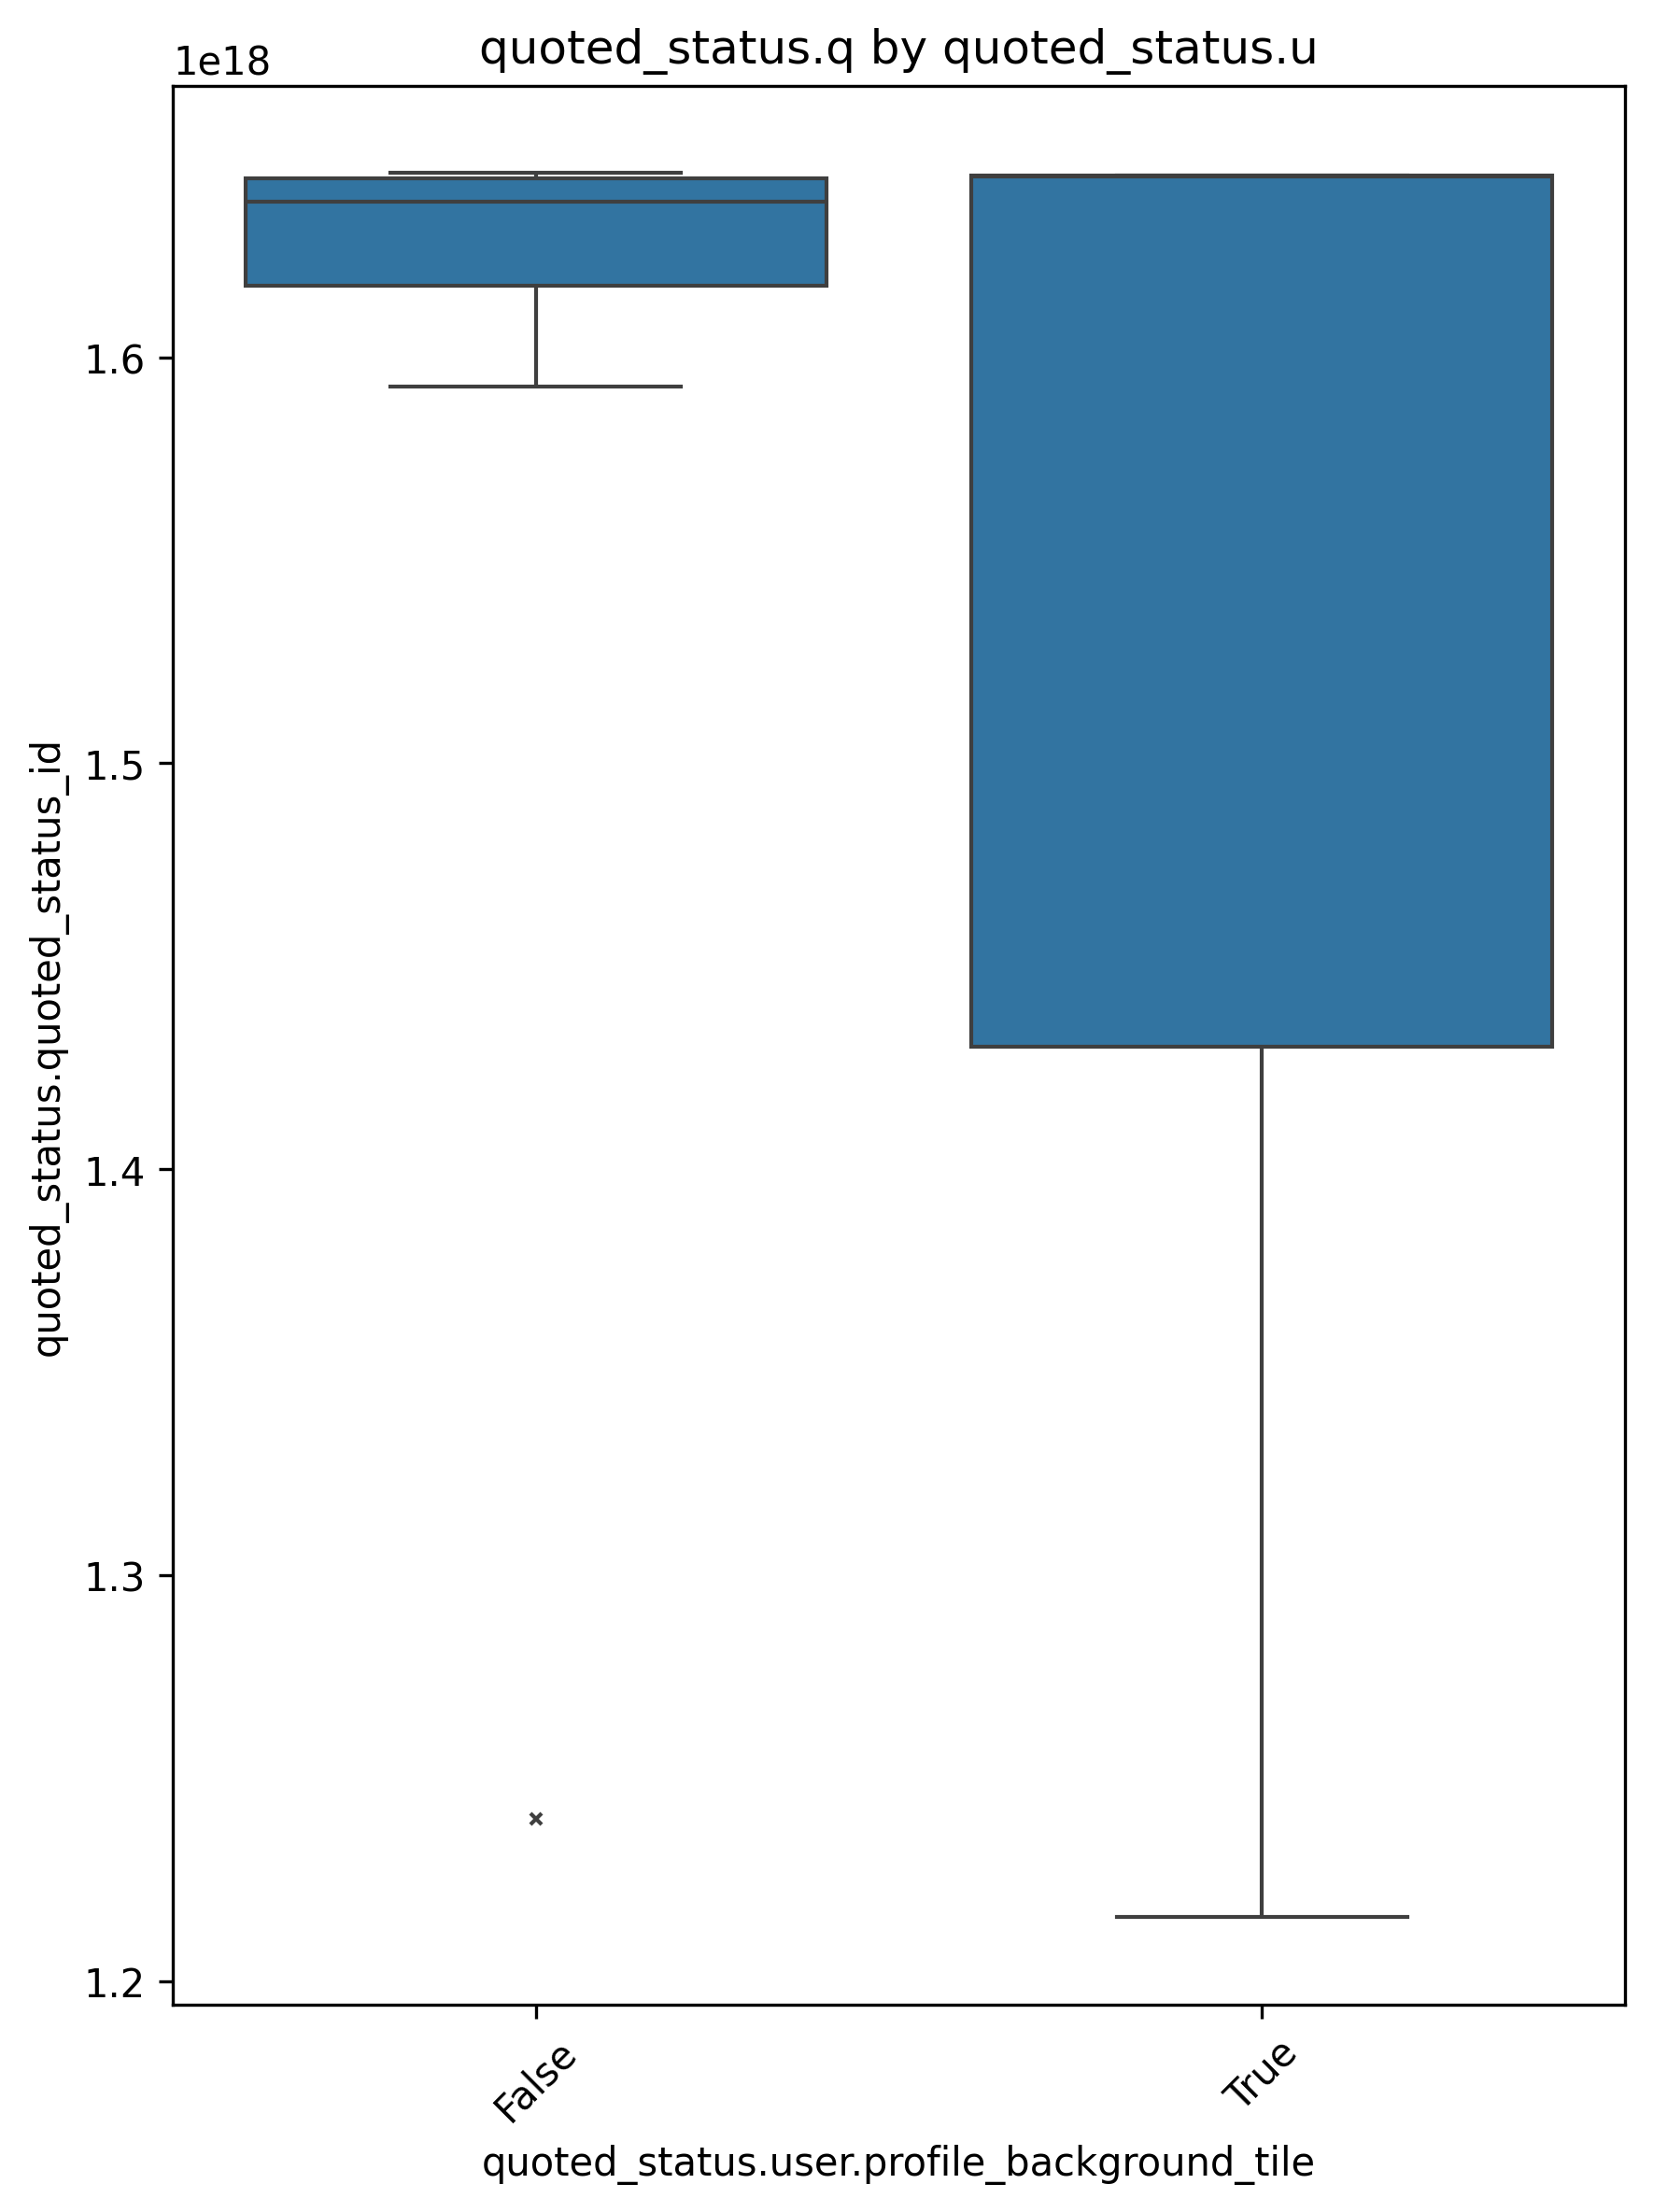 quoted_status.q by quoted_status.u
1e18
1.6
1.5
1.4
1.3
1.2
quoted_status.quoted_status_id
False
True
quoted_status.user.profile_background_tile